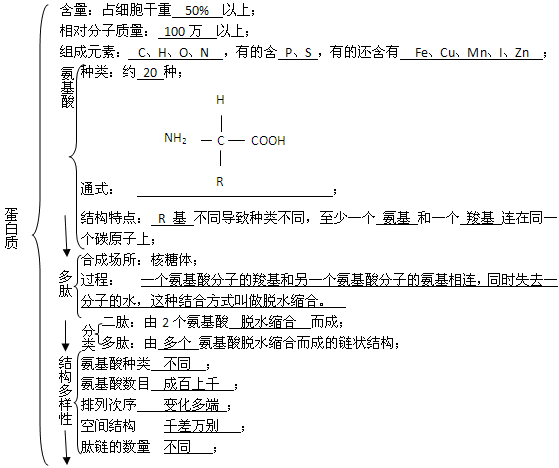 含量：占细胞干重 50% 以上；
相对分子质量：100万 以上；
组成元素：C、H、O、N ，有的含 P、S ，有的还含有 Fe、Cu、Mn、I、Zn ；
蛋白质
氨基酸
种类：约 20 种；
H
NH₂ — C — COOH
R
通式： ；
结构特点：R 基 不同导致种类不同，至少一个 氨基 和一个 羧基 连在同一
个碳原子上；
多肽
合成场所：核糖体；
过程： 一个氨基酸分子的羧基和另一个氨基酸分子的氨基相连，同时失去一
分子的水，这种结合方式叫做脱水缩合。
分类
二肽：由 2 个氨基酸 脱水缩合 而成；
多肽：由 多个 氨基酸脱水缩合而成的链状结构；
结构多样性
氨基酸种类 不同 ；
氨基酸数目 成百上千 ；
排列次序 变化多端 ；
空间结构 千差万别 ；
肽链的数量 不同 ；